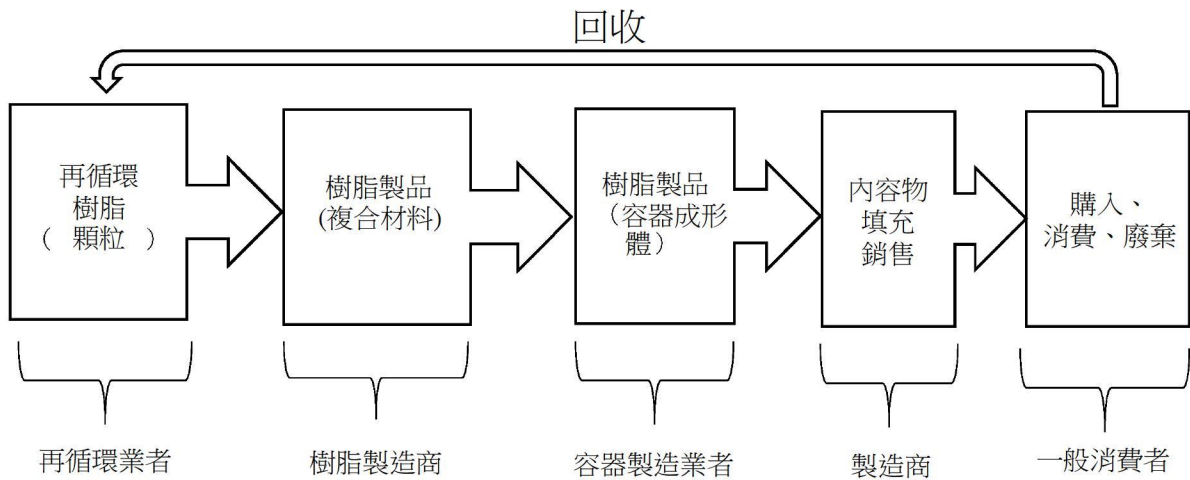 回收
再循環
樹脂
（ 顆粒 ）
樹脂製品
(複合材料)
樹脂製品
（容器成形
體）
內容物
填充
銷售
購入、
消費、廢棄
再循環業者
樹脂製造商
容器製造業者
製造商
一般消費者